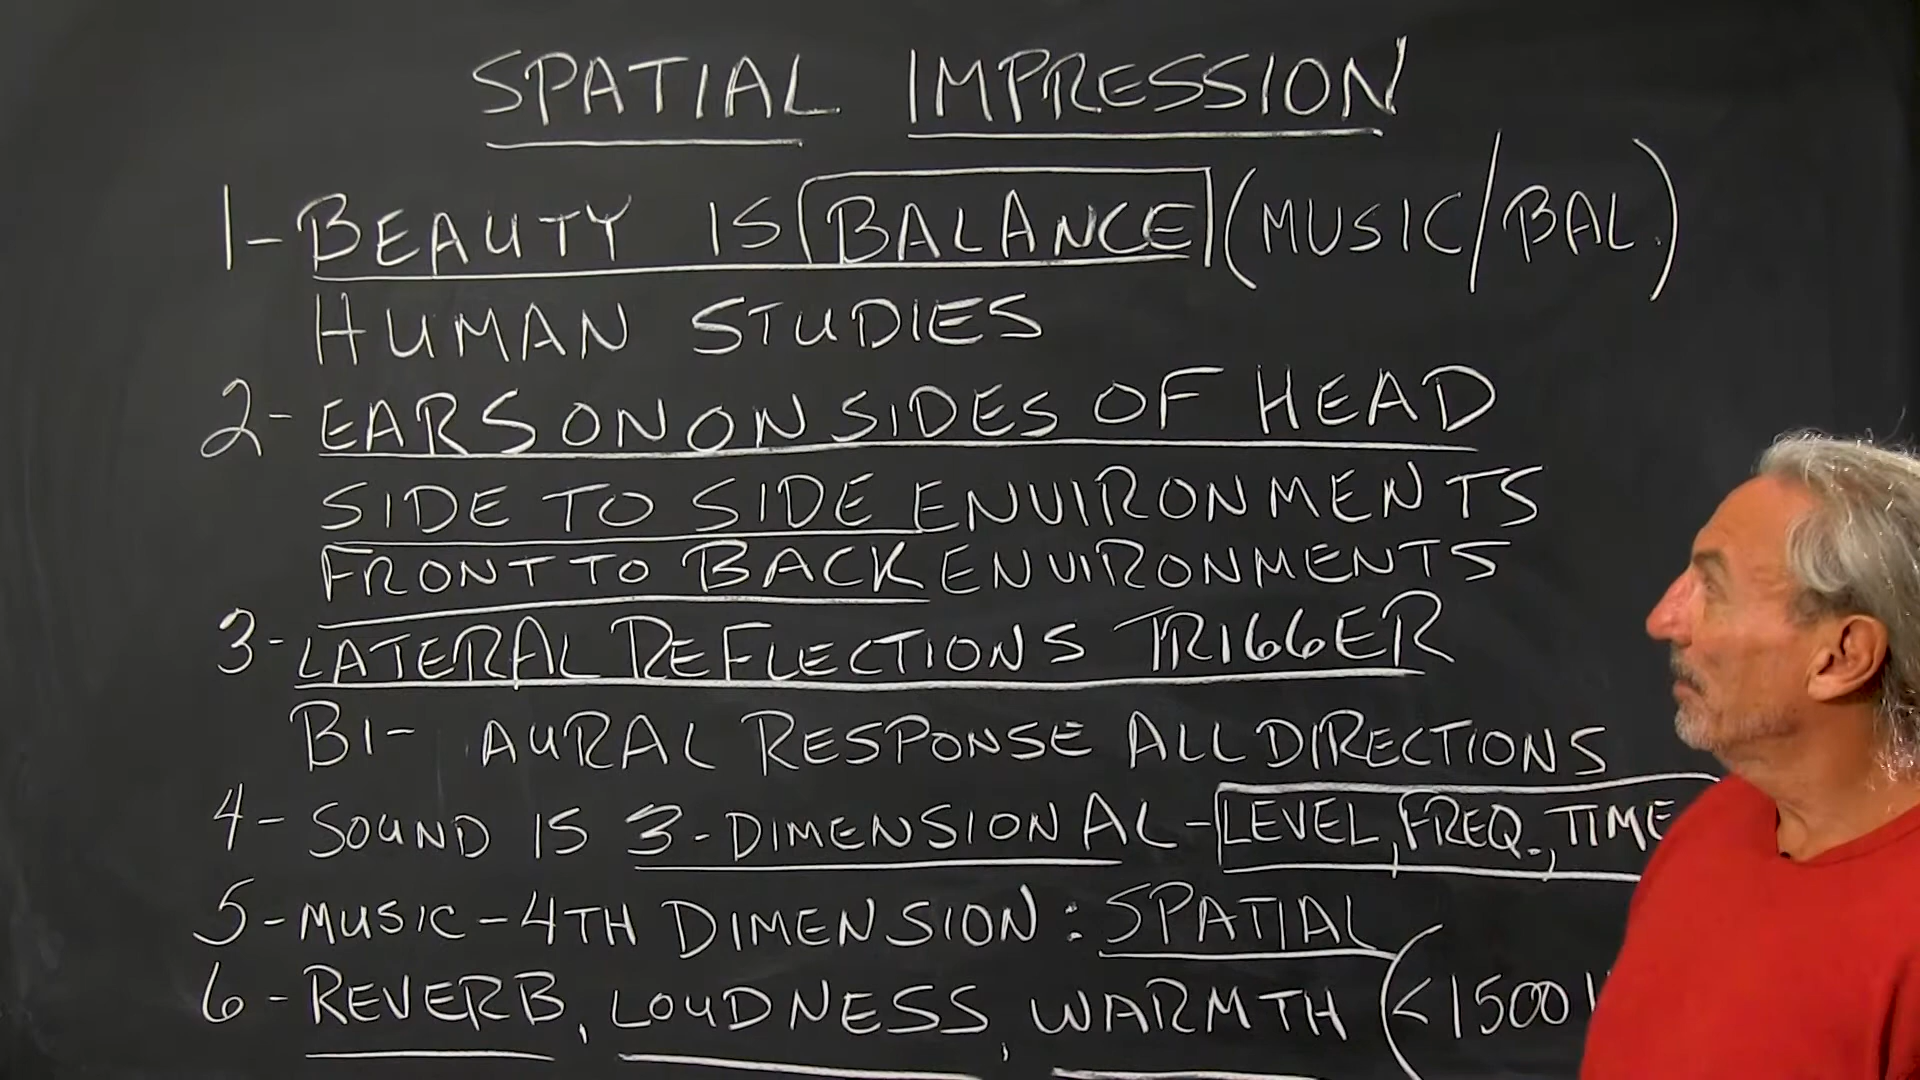 SPATIAL IMPRESSION
1-BEAUTY IS BALANCE (MUSIC/BAL.)
HUMAN STUDIES
2-EARS ON ON SIDES OF HEAD
SIDE TO SIDE ENVIRONMENTS
FRONT TO BACK ENVIRONMENTS
3-LATERAL REFLECTIONS TRIGGER
BI- AURAL RESPONSE ALL DIRECTIONS
4-SOUND IS 3-DIMENSIONAL-LEVEL, FREQ., TIME
5-MUSIC-4TH DIMENSION: SPATIAL
6-REVERB, LOUDNESS, WARMTH (<1500